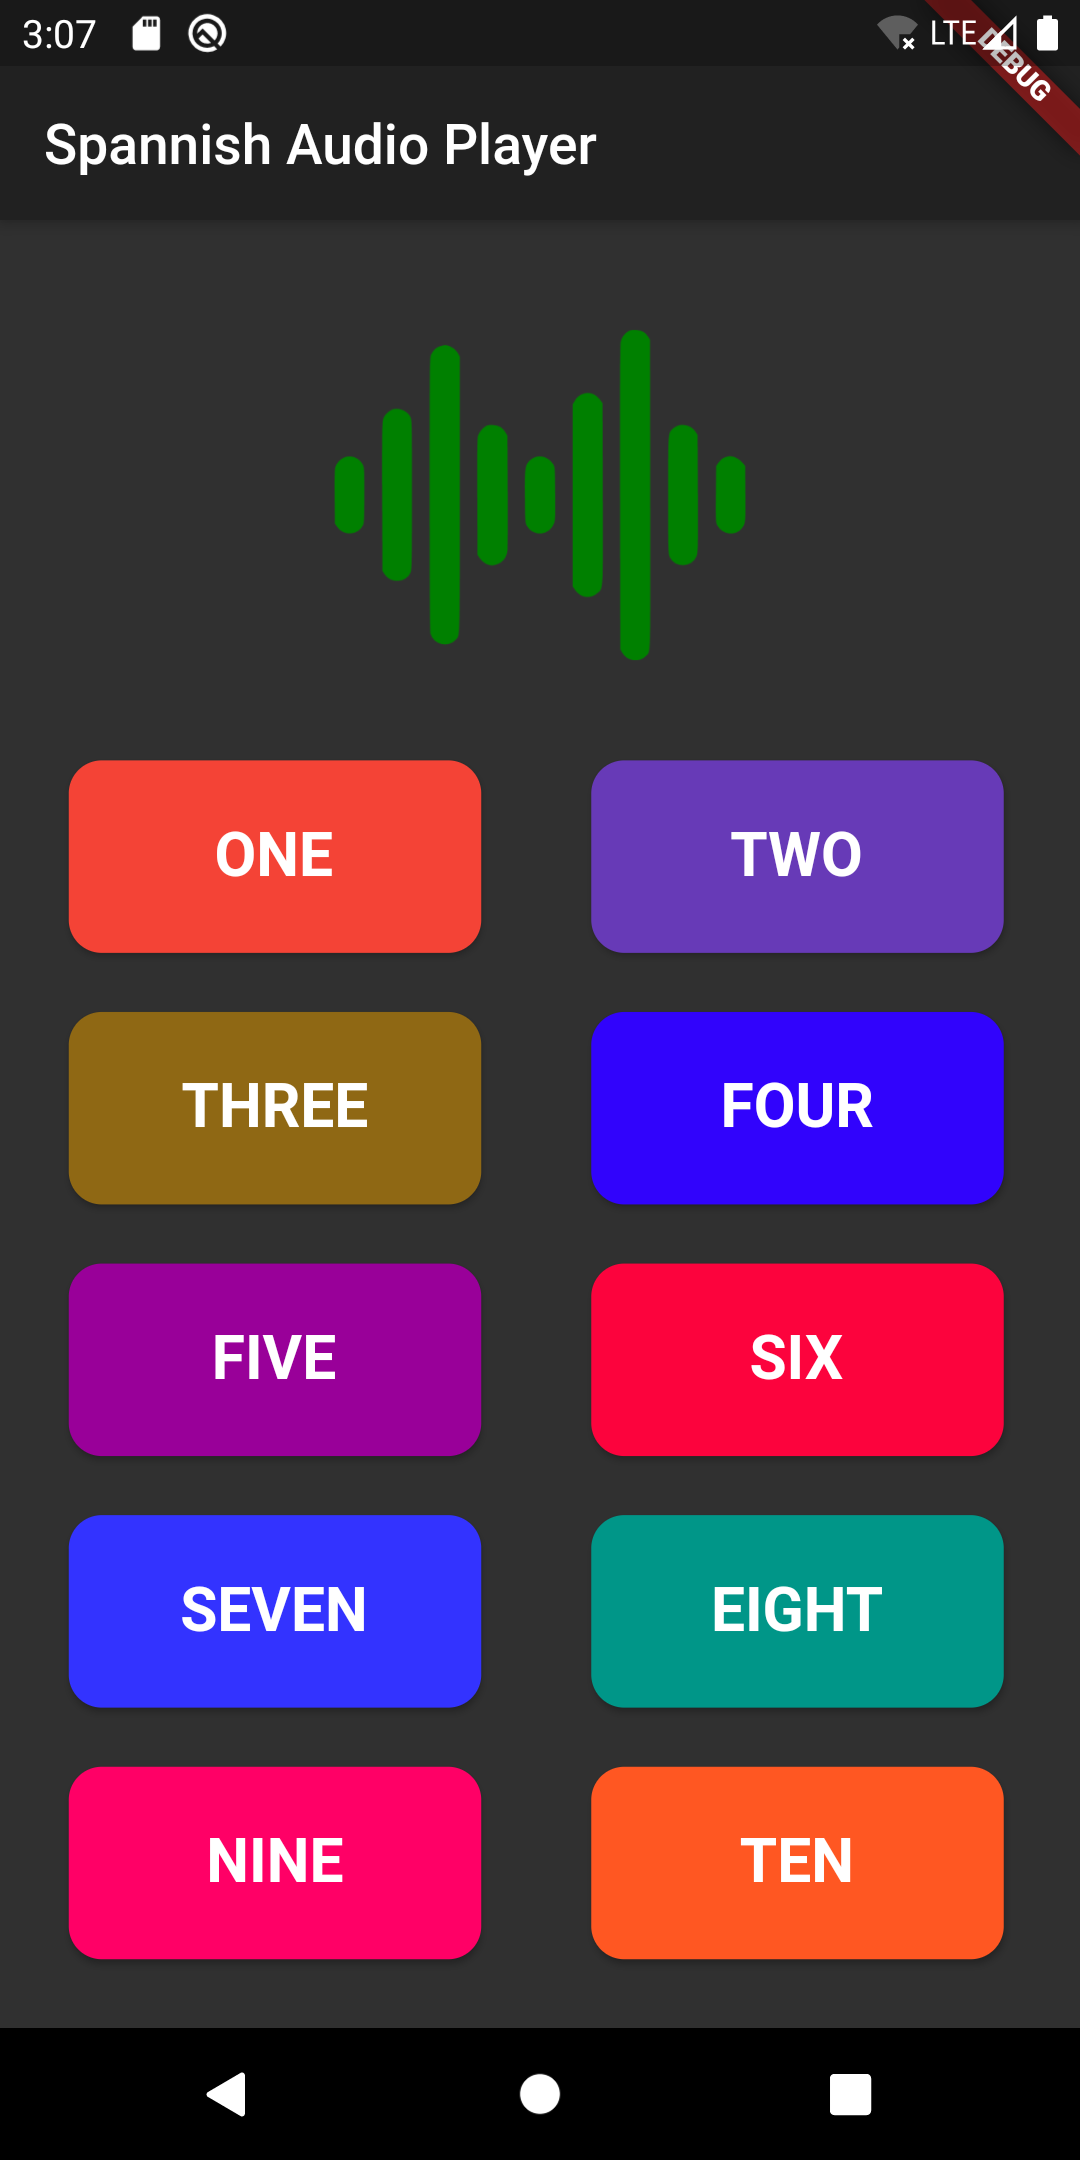 3:07 LTE
DEBUG
Spannish Audio Player
ONE TWO
THREE FOUR
FIVE SIX
SEVEN EIGHT
NINE TEN